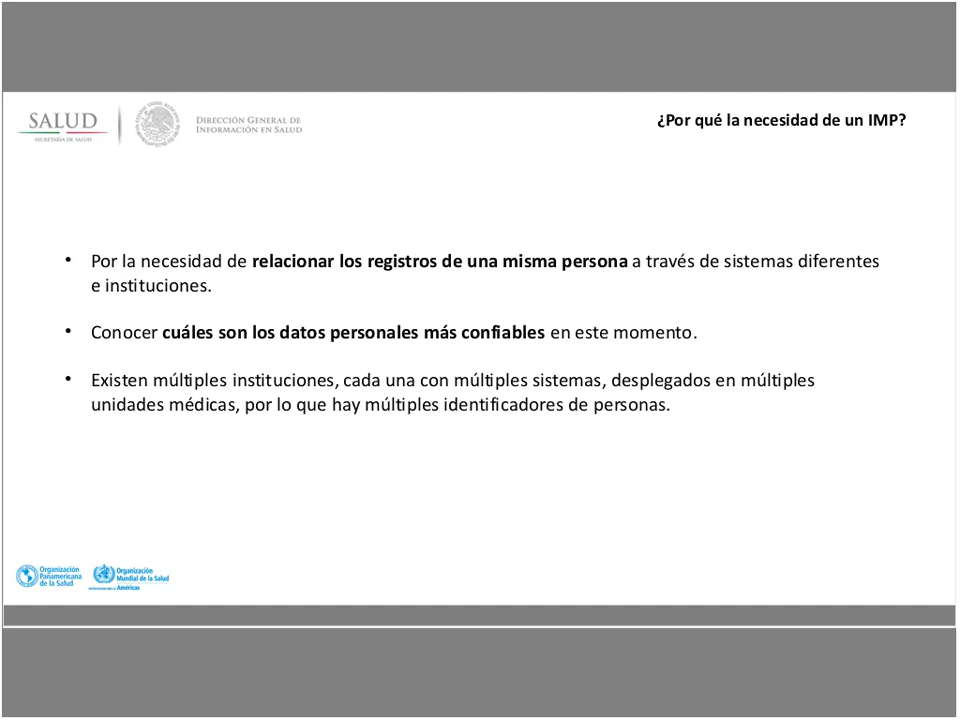 SALUD
SECRETARÍA DE SALUD
DIRECCIÓN GENERAL DE
INFORMACIÓN EN SALUD
¿Por qué la necesidad de un IMP?
• Por la necesidad de relacionar los registros de una misma persona a través de sistemas diferentes
e instituciones.
• Conocer cuáles son los datos personales más confiables en este momento.
• Existen múltiples instituciones, cada una con múltiples sistemas, desplegados en múltiples
unidades médicas, por lo que hay múltiples identificadores de personas.
Organización
Panamericana
de la Salud
Organización
Mundial de la Salud
Américas